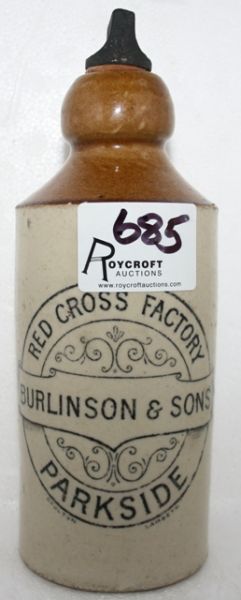 685
ROYCROFT
AUCTIONS
www.roycroftauctions.com
RED CROSS FACTORY
BURLINSON & SONS
PARKSIDE